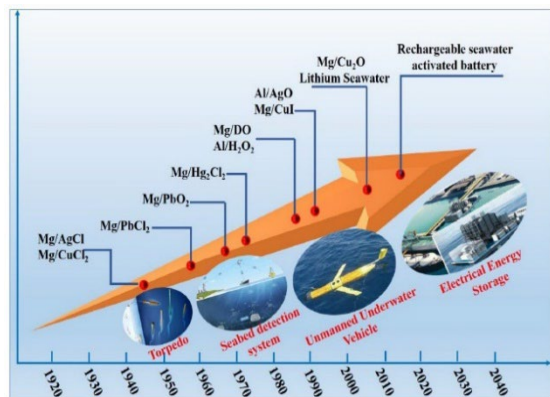 Rechargeable seawater
activated battery
Mg/Cu₂O
Lithium Seawater
Al/AgO
Mg/CuI
Mg/DO
Al/H₂O₂
Mg/Hg₂Cl₂
Mg/PbO₂
Mg/PbCl₂
Mg/AgCl
Mg/CuCl₂
Torpedo
Seabed detection
system
Unmanned Underwater
Vehicle
Electrical Energy
Storage
1920
1930
1940
1950
1960
1970
1980
1990
2000
2010
2020
2030
2040